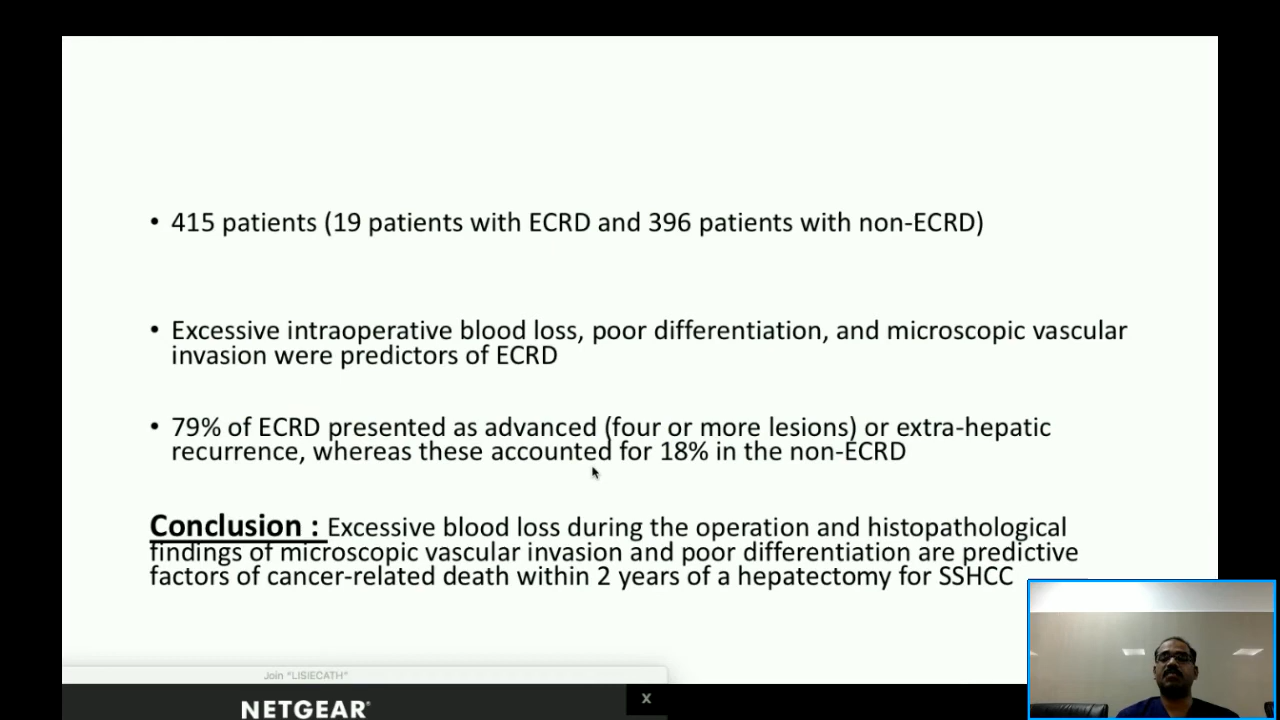 • 415 patients (19 patients with ECRD and 396 patients with non-ECRD)
• Excessive intraoperative blood loss, poor differentiation, and microscopic vascular
invasion were predictors of ECRD
• 79% of ECRD presented as advanced (four or more lesions) or extra-hepatic
recurrence, whereas these accounted for 18% in the non-ECRD
Conclusion : Excessive blood loss during the operation and histopathological
findings of microscopic vascular invasion and poor differentiation are predictive
factors of cancer-related death within 2 years of a hepatectomy for SSHCC
Join "LISIECATH"
NETGEAR
X